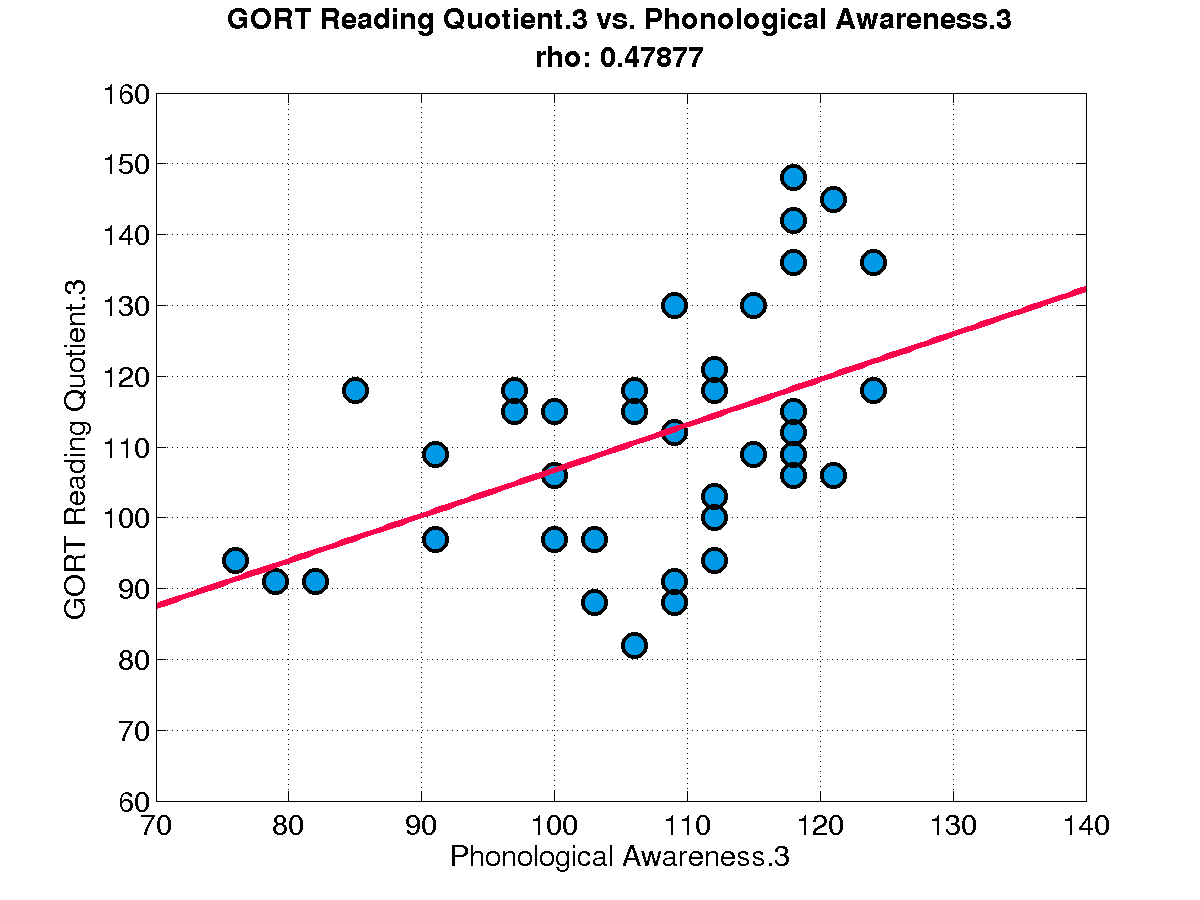 GORT Reading Quotient.3 vs. Phonological Awareness.3
rho: 0.47877
160
150
140
130
120
110
100
90
80
70
60
GORT Reading Quotient.3
70 80 90 100 110 120 130 140
Phonological Awareness.3